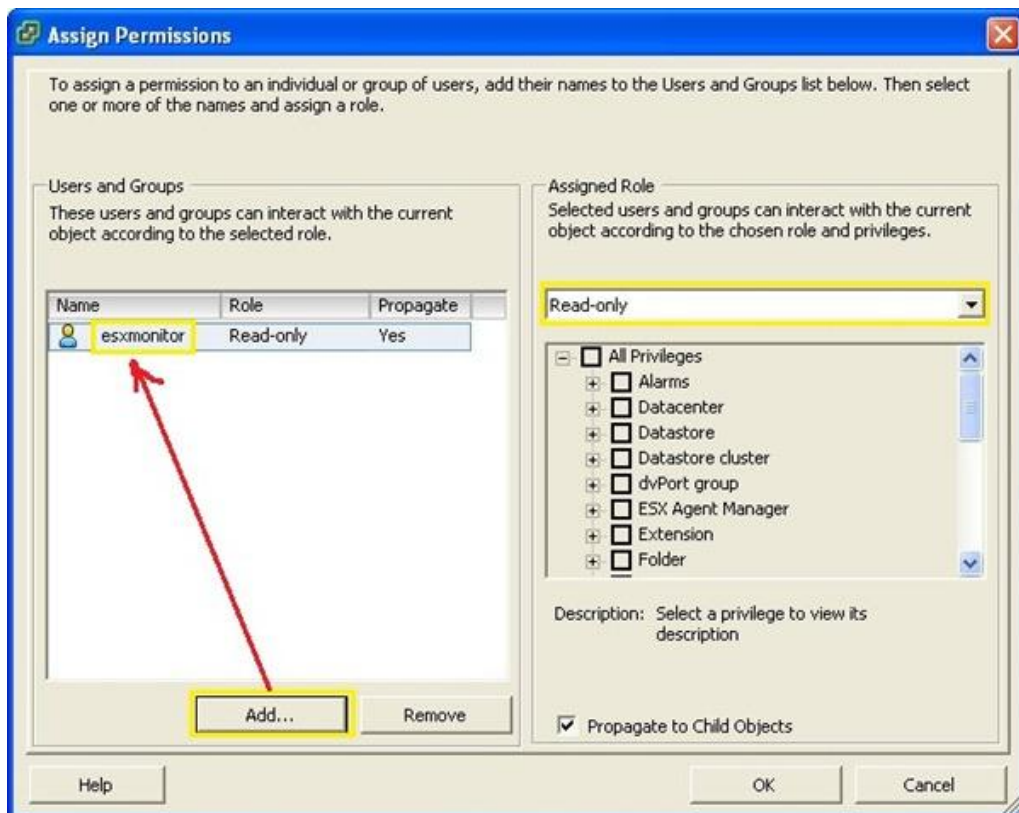 Assign Permissions
To assign a permission to an individual or group of users, add their names to the Users and Groups list below. Then select
one or more of the names and assign a role.
Users and Groups
These users and groups can interact with the current
object according to the selected role.
Name Role Propagate
esxmonitor Read-only Yes
Add... Remove
Assigned Role
Selected users and groups can interact with the current
object according to the chosen role and privileges.
Read-only
All Privileges
Alarms
Datacenter
Datastore
Datastore cluster
dvPort group
ESX Agent Manager
Extension
Folder
Description: Select a privilege to view its
description
Propagate to Child Objects
Help OK Cancel